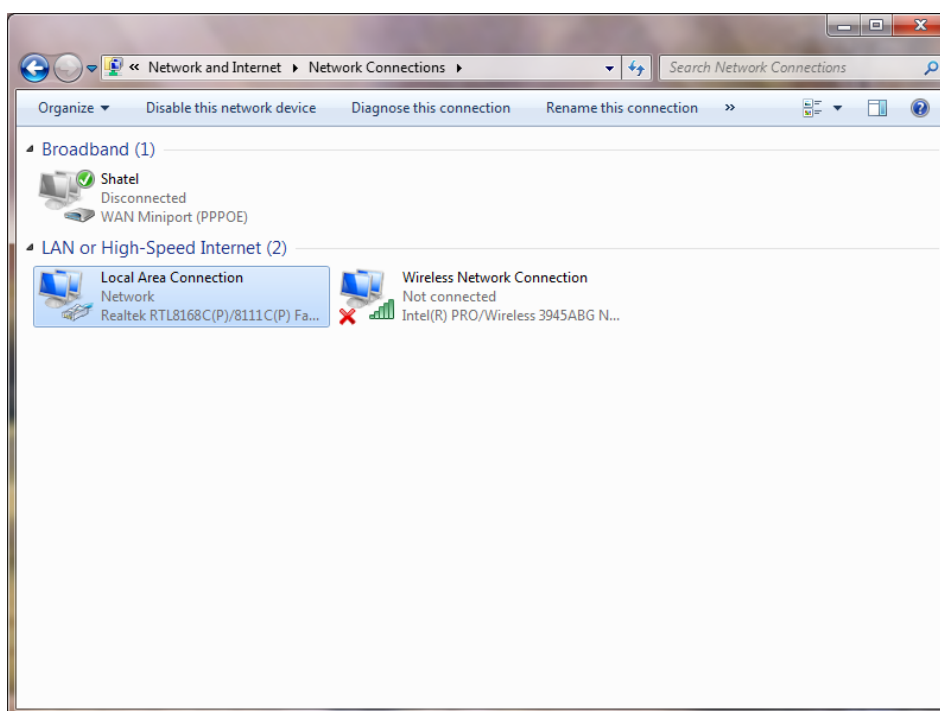 « Network and Internet ▸ Network Connections ▸ Search Network Connections
Organize Disable this network device Diagnose this connection Rename this connection »
Broadband (1)
Shatel
Disconnected
WAN Miniport (PPPOE)
LAN or High-Speed Internet (2)
Local Area Connection
Network
Realtek RTL8168C(P)/8111C(P) Fa...
Wireless Network Connection
Not connected
Intel(R) PRO/Wireless 3945ABG N...